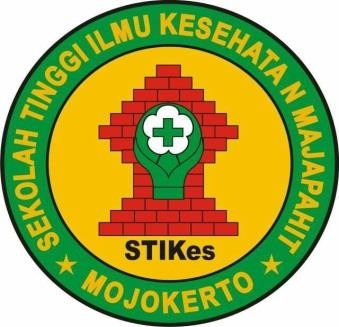 SEKOLAH TINGGI ILMU KESEHATA N MAJAPAHIT
STIKes
MOJOKERTO